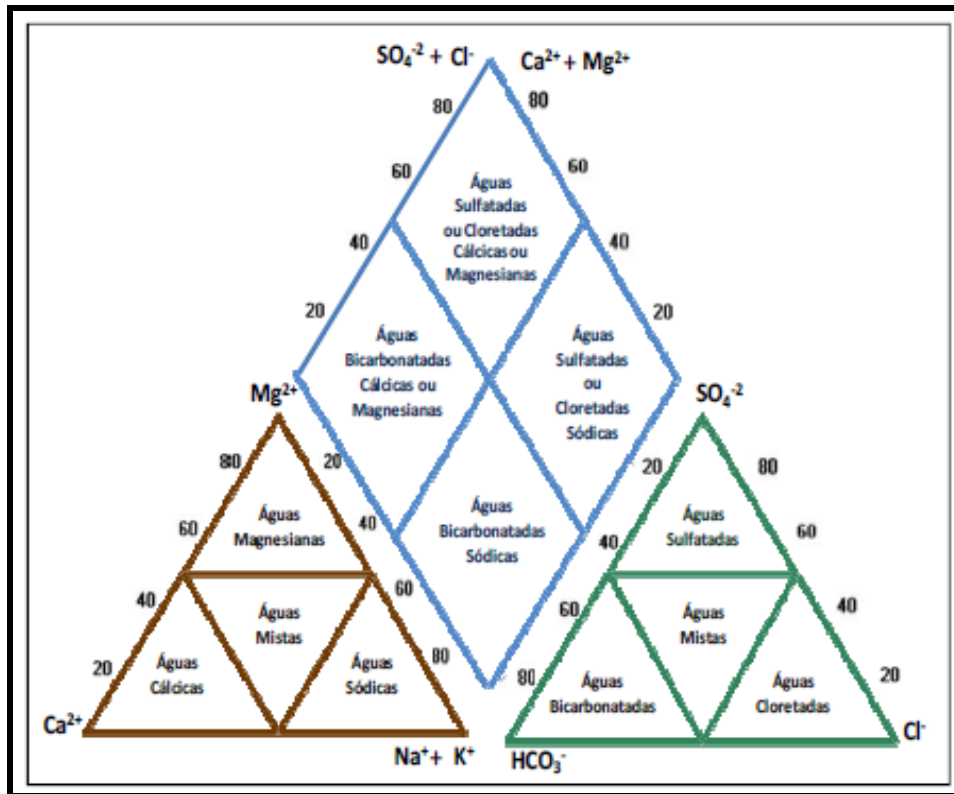 SO₄⁻² + Cl⁻ Ca²⁺ + Mg²⁺
80 80
60 60
Águas
Sulfatadas
ou Cloretadas
Cálcicas ou
Magnesianas
40 40
20 20
Águas
Bicarbonatadas
Cálcicas ou
Magnesianas
Águas
Sulfatadas
ou
Cloretadas
Sódicas
Águas
Bicarbonatadas
Sódicas
Mg²⁺
80 20
60 40
40 60
20 80
Águas
Magnesianas
Águas
Mistas
Águas
Cálcicas
Águas
Sódicas
Ca²⁺
Na⁺ + K⁺
SO₄⁻²
20 80
40 60
60 40
80 20
Águas
Sulfatadas
Águas
Mistas
Águas
Bicarbonatadas
Águas
Cloretadas
HCO₃⁻
Cl⁻